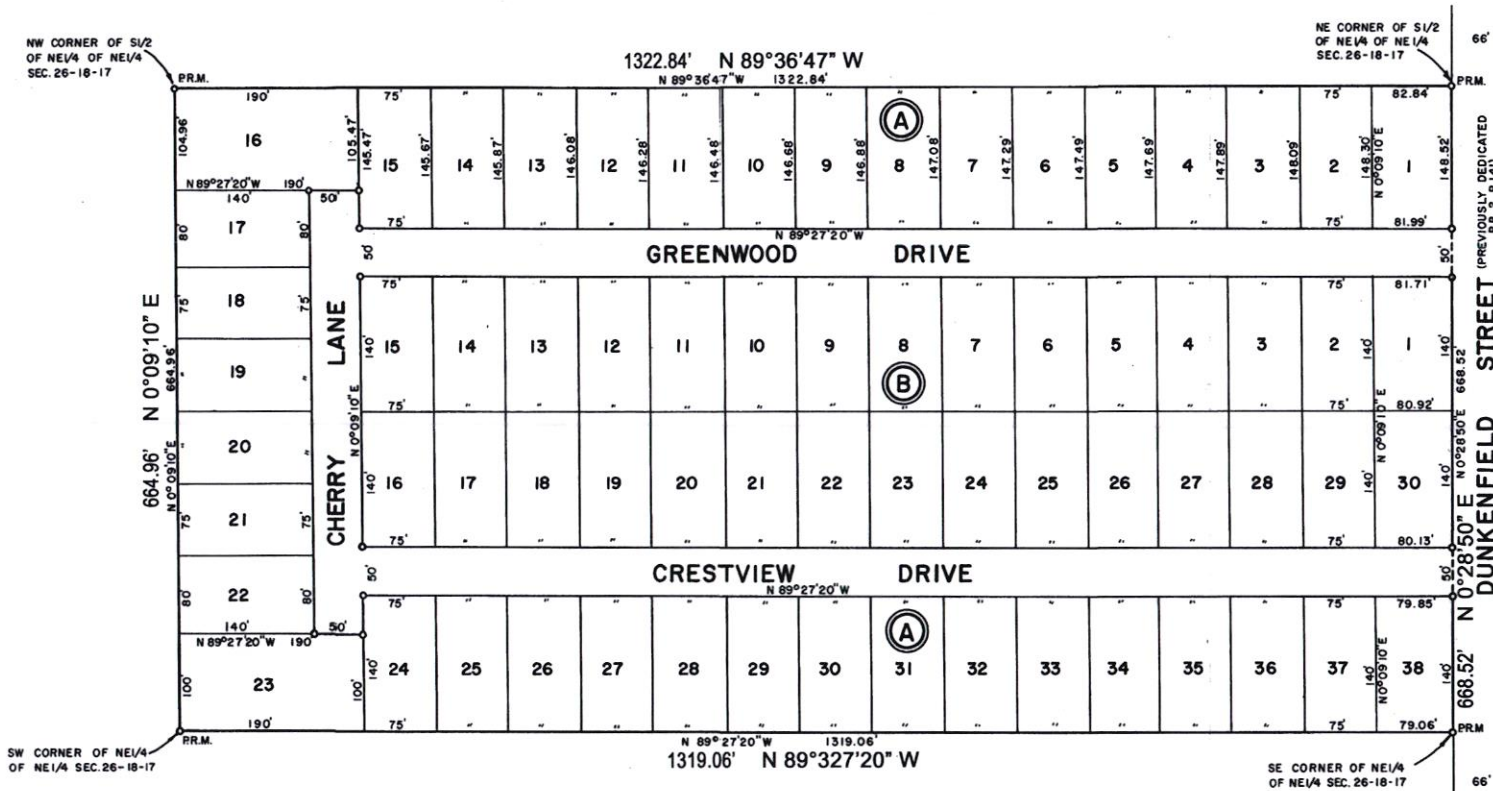 NW CORNER OF S1/2
OF NE1/4 OF NE1/4
SEC. 26-18-17
P.R.M.
1322.84' N 89°36'47" W
N 89°36'47" W 1322.84'
NE CORNER OF S1/2
OF NE1/4 OF NE1/4
SEC. 26-18-17
66'
P.R.M.
190' 75' " " " " " " " " " " " " 75' 82.84'
A
104.96' 105.47' 145.47' 145.67' 145.87' 146.08' 146.28' 146.48' 146.68' 146.88' 147.08' 147.29' 147.49' 147.69' 147.89' 148.09' 148.30' N 0°09'10" E 148.52'
16 15 14 13 12 11 10 9 8 7 6 5 4 3 2 1
N 89°27'20" W 190'
140' 50'
75' " " " " " " " " " " " " 75' 81.99'
N 89°27'20" W
17
80' 80'
50' GREENWOOD DRIVE 50'
75' " " " " " " " " " " " " 75' 81.71'
18
75' 75'
140' 15 14 13 12 11 10 9 8 7 6 5 4 3 2 140' 1 140'
B
19
" "
75' " " " " " " " " " " " " 75' 80.92'
CHERRY LANE
N 0°09'10" E
N 0°09'10" E
664.96' N 0°09'10" E
664.96'
N 0°09'10" E
20
" "
140' 16 17 18 19 20 21 22 23 24 25 26 27 28 29 140' 30 140'
21
75' 75'
75' " " " " " " " " " " " " 75' 80.13'
50' CRESTVIEW DRIVE 50'
N 89°27'20" W
22
80' 80'
75' " " " " " " " " " " " " 75' 79.85'
A
140' 50'
N 89°27'20" W 190'
23
100' 100'
140' 24 25 26 27 28 29 30 31 32 33 34 35 36 37 140' 38 140'
N 0°09'10" E
190' 75' " " " " " " " " " " " " 75' 79.06'
P.R.M.
N 89°27'20" W 1319.06'
1319.06' N 89°327'20" W
P.R.M
SW CORNER OF NE1/4
OF NE1/4 SEC. 26-18-17
SE CORNER OF NE1/4
OF NE1/4 SEC. 26-18-17
66'
DUNKENFIELD STREET
(PREVIOUSLY DEDICATED
668.52
N 0°28'50" E
668.52' N 0°28'50" E